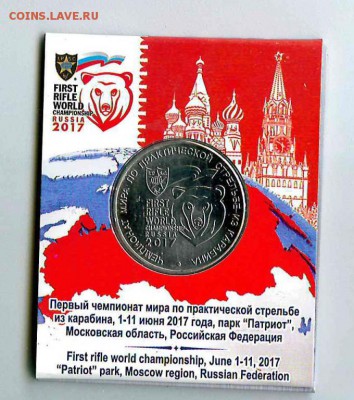 COINS.LAVE.RU
FIRST
RIFLE
WORLD
CHAMPIONSHIP
RUSSIA
2017
ЧЕМПИОНАТ МИРА ПО ПРАКТИЧЕСКОЙ СТРЕЛЬБЕ ИЗ КАРАБИНА
FIRST
RIFLE
WORLD
CHAMPIONSHIP
RUSSIA
2017
Первый чемпионат мира по практической стрельбе
из карабина, 1-11 июня 2017 года, парк "Патриот",
Московская область, Российская Федерация
First rifle world championship, June 1-11, 2017
"Patriot" park, Moscow region, Russian Federation